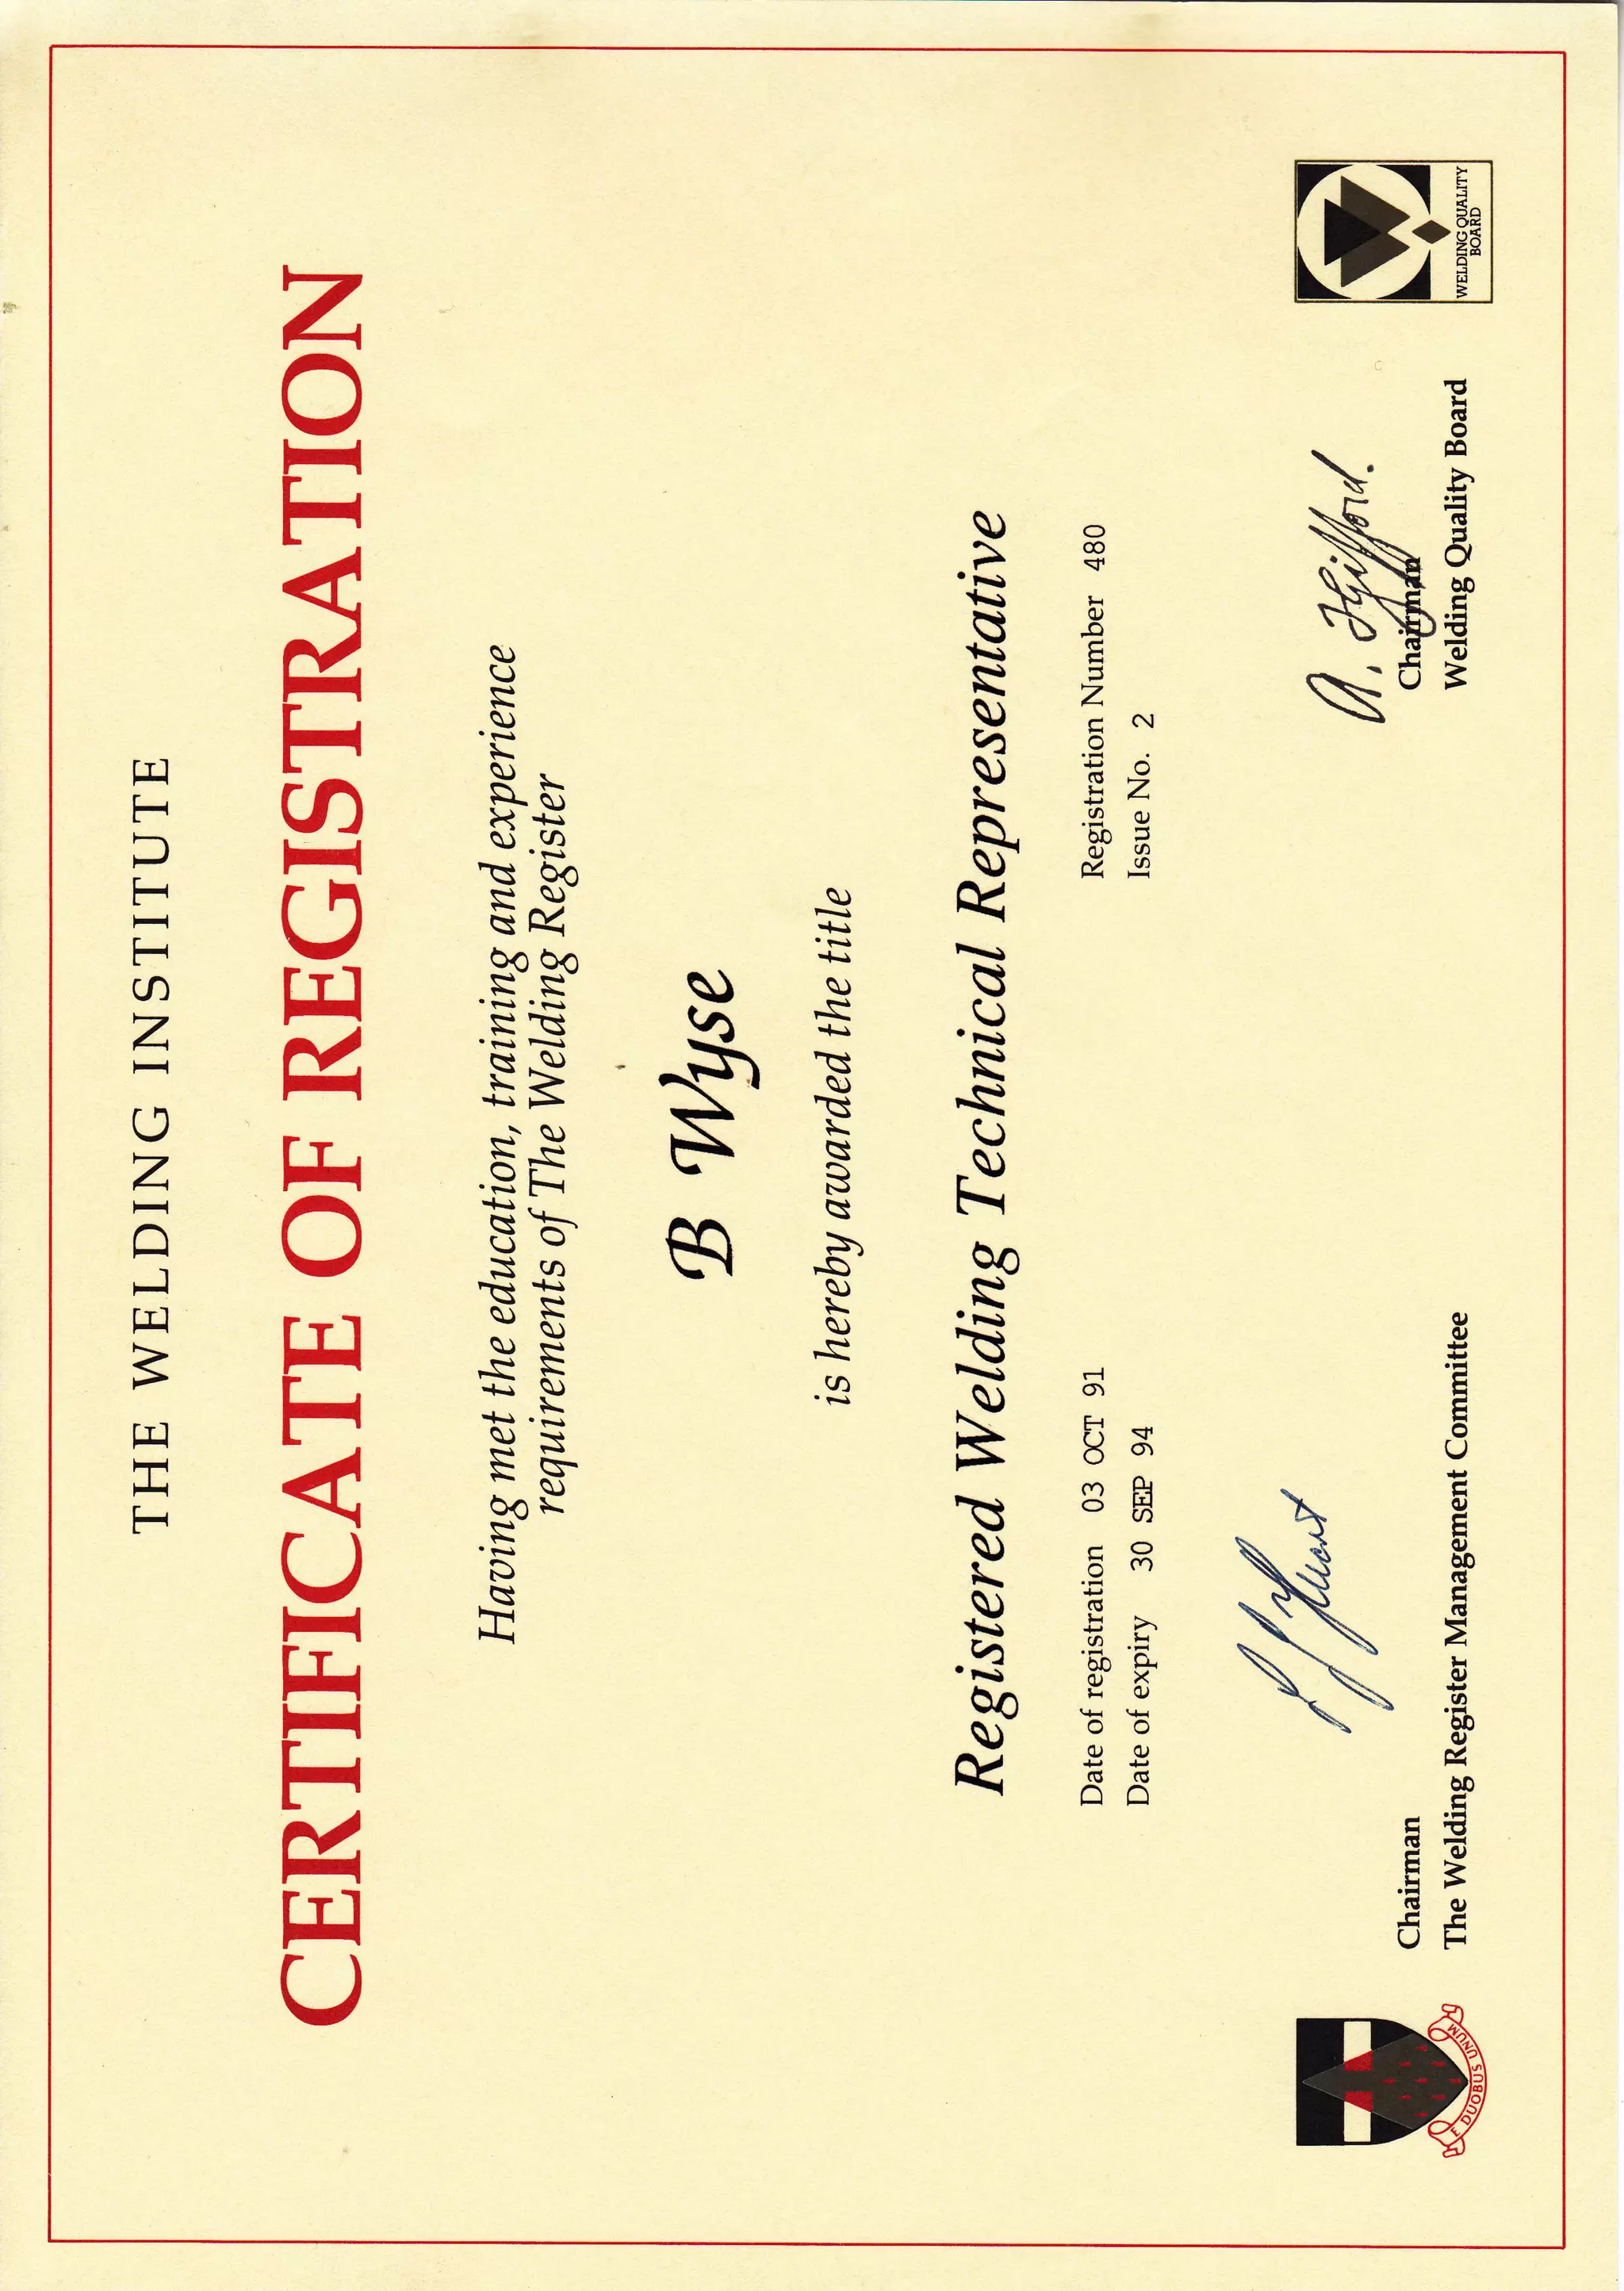 THE WELDING INSTITUTE
CERTIFICATE OF REGISTRATION
Having met the education, training and experience
requirements of The Welding Register
B Wyse
is hereby awarded the title
Registered Welding Technical Representative
Date of registration 03 OCT 91
Date of expiry 30 SEP 94
Registration Number 480
Issue No. 2
Chairman
The Welding Register Management Committee
A.
Chairman
Welding Quality Board
E DUOBUS UNUM
WELDING QUALITY
BOARD